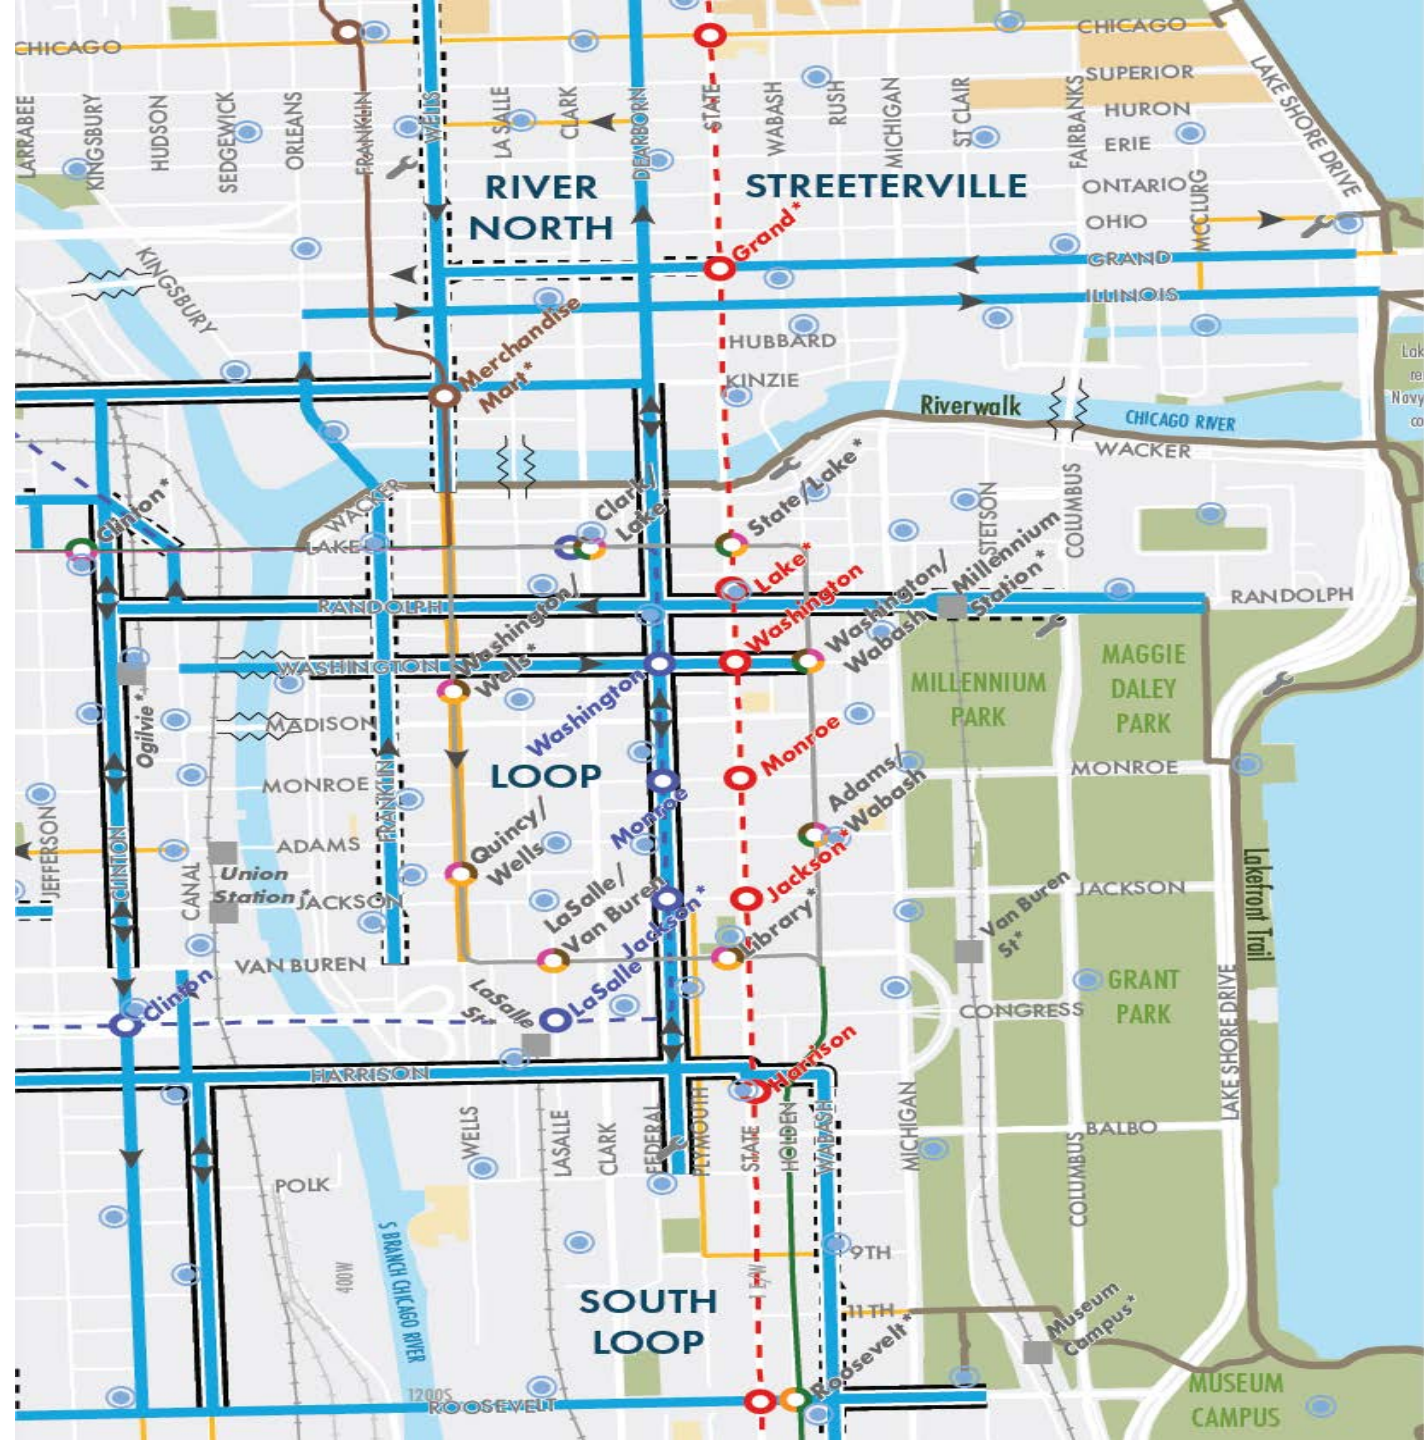 CHICAGO
CHICAGO
LAKE SHORE DRIVE
SUPERIOR
HURON
ERIE
ONTARIO
OHIO
GRAND
ILLINOIS
LARRABEE
KINGSBURY
HUDSON
SEDGEWICK
ORLEANS
FRANKLIN
WELLS
LA SALLE
CLARK
DEARBORN
STATE
WABASH
RUSH
MICHIGAN
ST CLAIR
FAIRBANKS
MCCLURG
RIVER
NORTH
STREETERVILLE
Grand*
KINGSBURY
Merchandise
Mart*
HUBBARD
KINZIE
Riverwalk
CHICAGO RIVER
WACKER
Lak
re
Navy
co
Clinton*
WACKER
LAKE
Clark/
Lake
State/Lake*
Lake*
STETSON
COLUMBUS
Millennium
Station*
RANDOLPH
RANDOLPH
Washington/
Wells*
Washington
Washington/
Wabash
WASHINGTON
Washington
MADISON
Ogilvie*
MONROE
LOOP
Monroe
Monroe
MILLENNIUM
PARK
MAGGIE
DALEY
PARK
MONROE
Adams/
Wabash
JEFFERSON
CLINTON
CANAL
FRANKLIN
ADAMS
Union
Station*
JACKSON
Quincy/
Wells
LaSalle/
Van Buren
Jackson*
Jackson*
Library*
JACKSON
Van Buren
St*
Lakefront Trail
VAN BUREN
Clinton
LaSalle
St*
LaSalle
CONGRESS
GRANT
PARK
LAKE SHORE DRIVE
HARRISON
Harrison
WELLS
LASALLE
CLARK
FEDERAL
PLYMOUTH
STATE
HOLDEN
WABASH
MICHIGAN
COLUMBUS
BALBO
POLK
S BRANCH CHICAGO RIVER
400W
1 E/W
9TH
11TH
SOUTH
LOOP
Roosevelt*
Museum
Campus*
1200S
ROOSEVELT
MUSEUM
CAMPUS